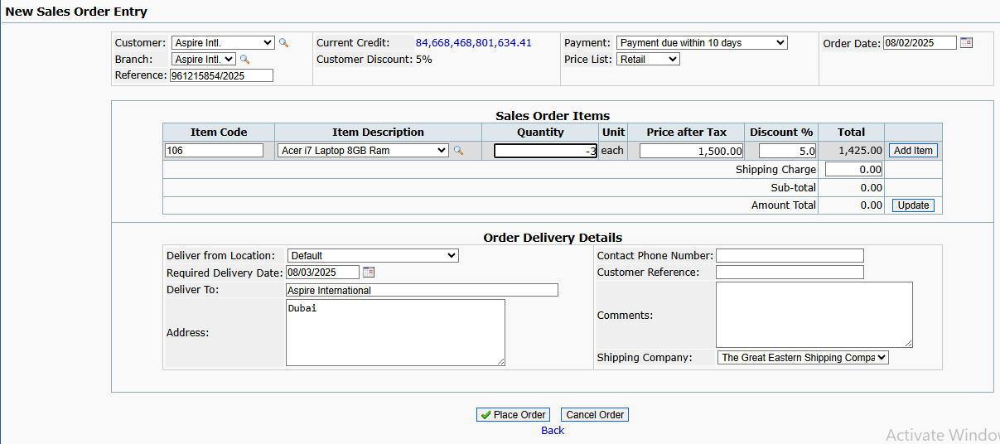 New Sales Order Entry
Customer: Aspire Intl. Current Credit: 84,668,468,801,634.41 Payment: Payment due within 10 days Order Date: 08/02/2025
Branch: Aspire Intl. Customer Discount: 5% Price List: Retail
Reference: 961215854/2025
Sales Order Items
Item Code Item Description Quantity Unit Price after Tax Discount % Total
106 Acer i7 Laptop 8GB Ram -3 each 1,500.00 5.0 1,425.00 Add Item
Shipping Charge 0.00
Sub-total 0.00
Amount Total 0.00 Update
Order Delivery Details
Deliver from Location: Default Contact Phone Number:
Required Delivery Date: 08/03/2025 Customer Reference:
Deliver To: Aspire International
Address: Dubai Comments:
Shipping Company: The Great Eastern Shipping Compa
Place Order Cancel Order
Back
Activate Window